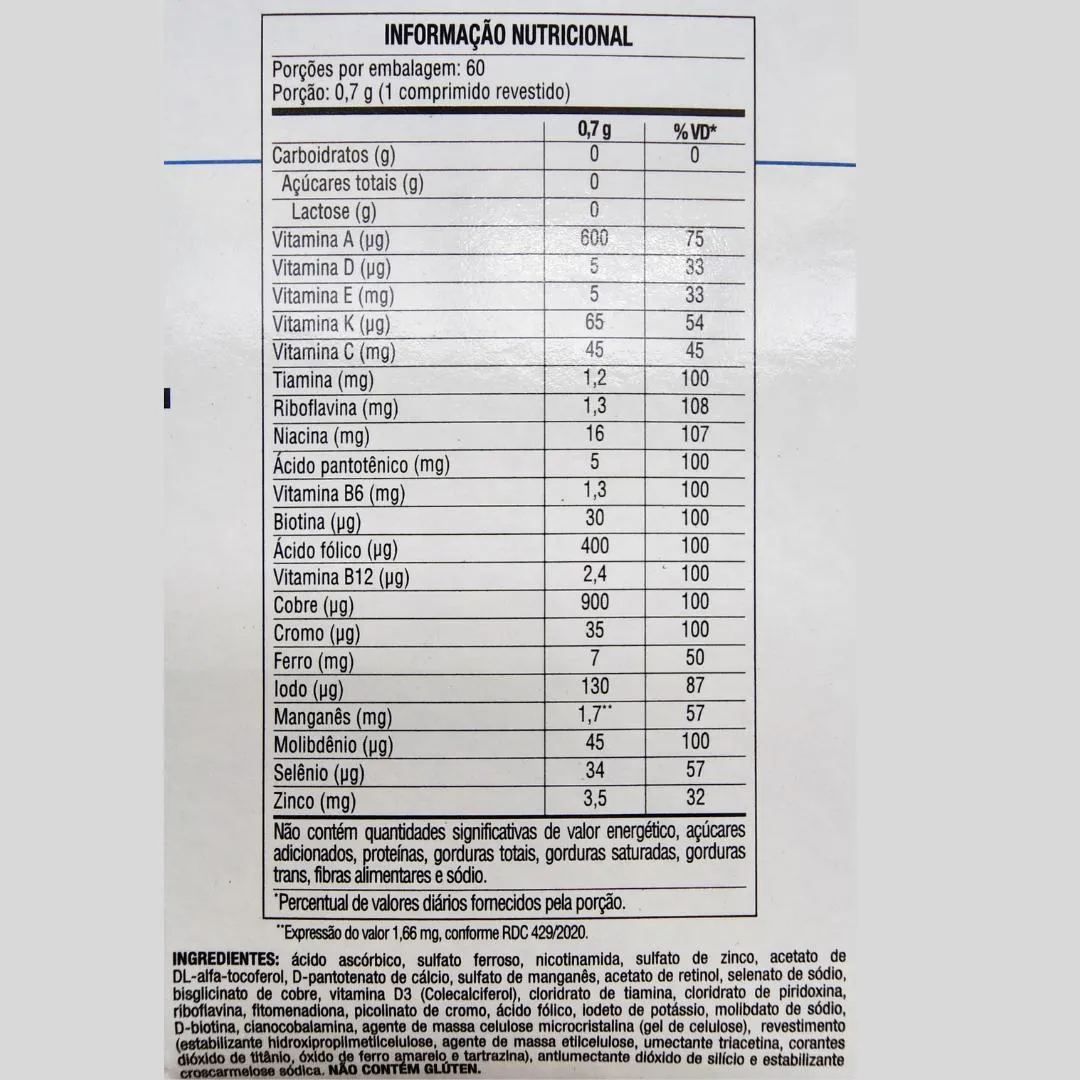 INFORMAÇÃO NUTRICIONAL
Porções por embalagem: 60
Porção: 0,7 g (1 comprimido revestido)
0,7 g % VD*
Carboidratos (g) 0 0
Açúcares totais (g) 0
Lactose (g) 0
Vitamina A (µg) 600 75
Vitamina D (µg) 5 33
Vitamina E (mg) 5 33
Vitamina K (µg) 65 54
Vitamina C (mg) 45 45
Tiamina (mg) 1,2 100
Riboflavina (mg) 1,3 108
Niacina (mg) 16 107
Ácido pantotênico (mg) 5 100
Vitamina B6 (mg) 1,3 100
Biotina (µg) 30 100
Ácido fólico (µg) 400 100
Vitamina B12 (µg) 2,4 100
Cobre (µg) 900 100
Cromo (µg) 35 100
Ferro (mg) 7 50
Iodo (µg) 130 87
Manganês (mg) 1,7** 57
Molibdênio (µg) 45 100
Selênio (µg) 34 57
Zinco (mg) 3,5 32
Não contém quantidades significativas de valor energético, açúcares
adicionados, proteínas, gorduras totais, gorduras saturadas, gorduras
trans, fibras alimentares e sódio.
*Percentual de valores diários fornecidos pela porção.
**Expressão do valor 1,66 mg, conforme RDC 429/2020.
INGREDIENTES: ácido ascórbico, sulfato ferroso, nicotinamida, sulfato de zinco, acetato de
DL-alfa-tocoferol, D-pantotenato de cálcio, sulfato de manganês, acetato de retinol, selenato de sódio,
bisglicinato de cobre, vitamina D3 (Colecalciferol), cloridrato de tiamina, cloridrato de piridoxina,
riboflavina, fitomenadiona, picolinato de cromo, ácido fólico, iodeto de potássio, molibdato de sódio,
D-biotina, cianocobalamina, agente de massa celulose microcristalina (gel de celulose), revestimento
(estabilizante hidroxipropilmetilcelulose, agente de massa etilcelulose, umectante triacetina, corantes
dióxido de titânio, óxido de ferro amarelo e tartrazina), antiumectante dióxido de silício e estabilizante
croscarmelose sódica. NÃO CONTÉM GLÚTEN.